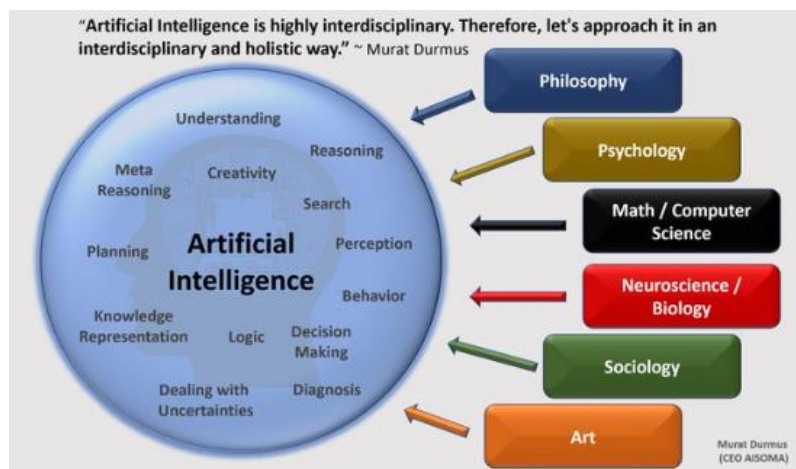 “Artificial Intelligence is highly interdisciplinary. Therefore, let's approach it in an
interdisciplinary and holistic way.” ~ Murat Durmus
Understanding
Reasoning
Meta
Reasoning
Creativity
Search
Planning
Artificial
Intelligence
Perception
Behavior
Knowledge
Representation
Logic
Decision
Making
Dealing with
Uncertainties
Diagnosis
Philosophy
Psychology
Math / Computer
Science
Neuroscience /
Biology
Sociology
Art
Murat Durmus
(CEO AISOMA)